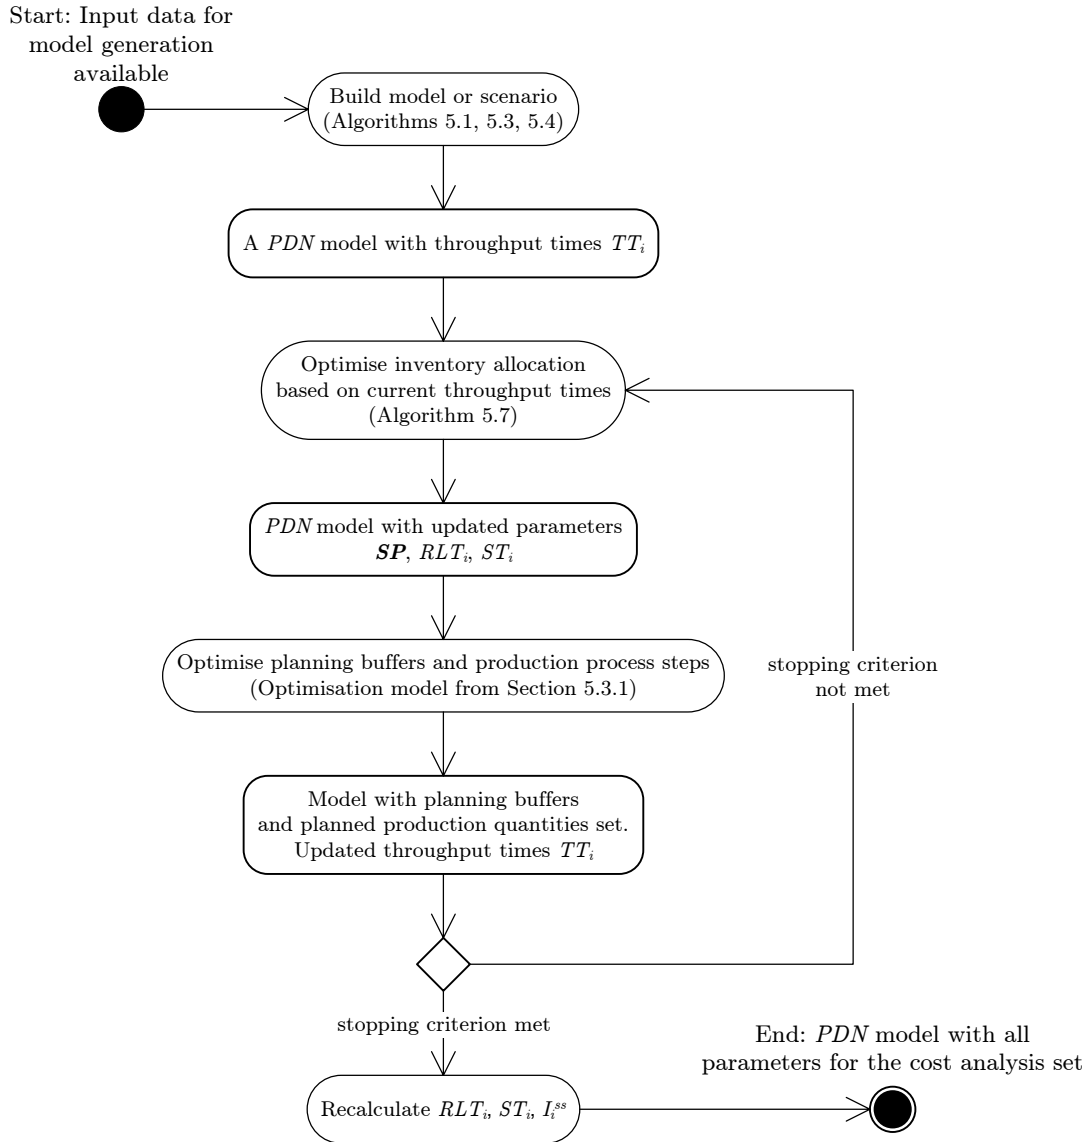 Start: Input data for
model generation
available
Build model or scenario
(Algorithms 5.1, 5.3, 5.4)
A PDN model with throughput times TTᵢ
Optimise inventory allocation
based on current throughput times
(Algorithm 5.7)
PDN model with updated parameters
SP, RLTᵢ, STᵢ
Optimise planning buffers and production process steps
(Optimisation model from Section 5.3.1)
stopping criterion
not met
Model with planning buffers
and planned production quantities set.
Updated throughput times TTᵢ
stopping criterion met
End: PDN model with all
parameters for the cost analysis set
Recalculate RLTᵢ, STᵢ, Iᵢˢˢ